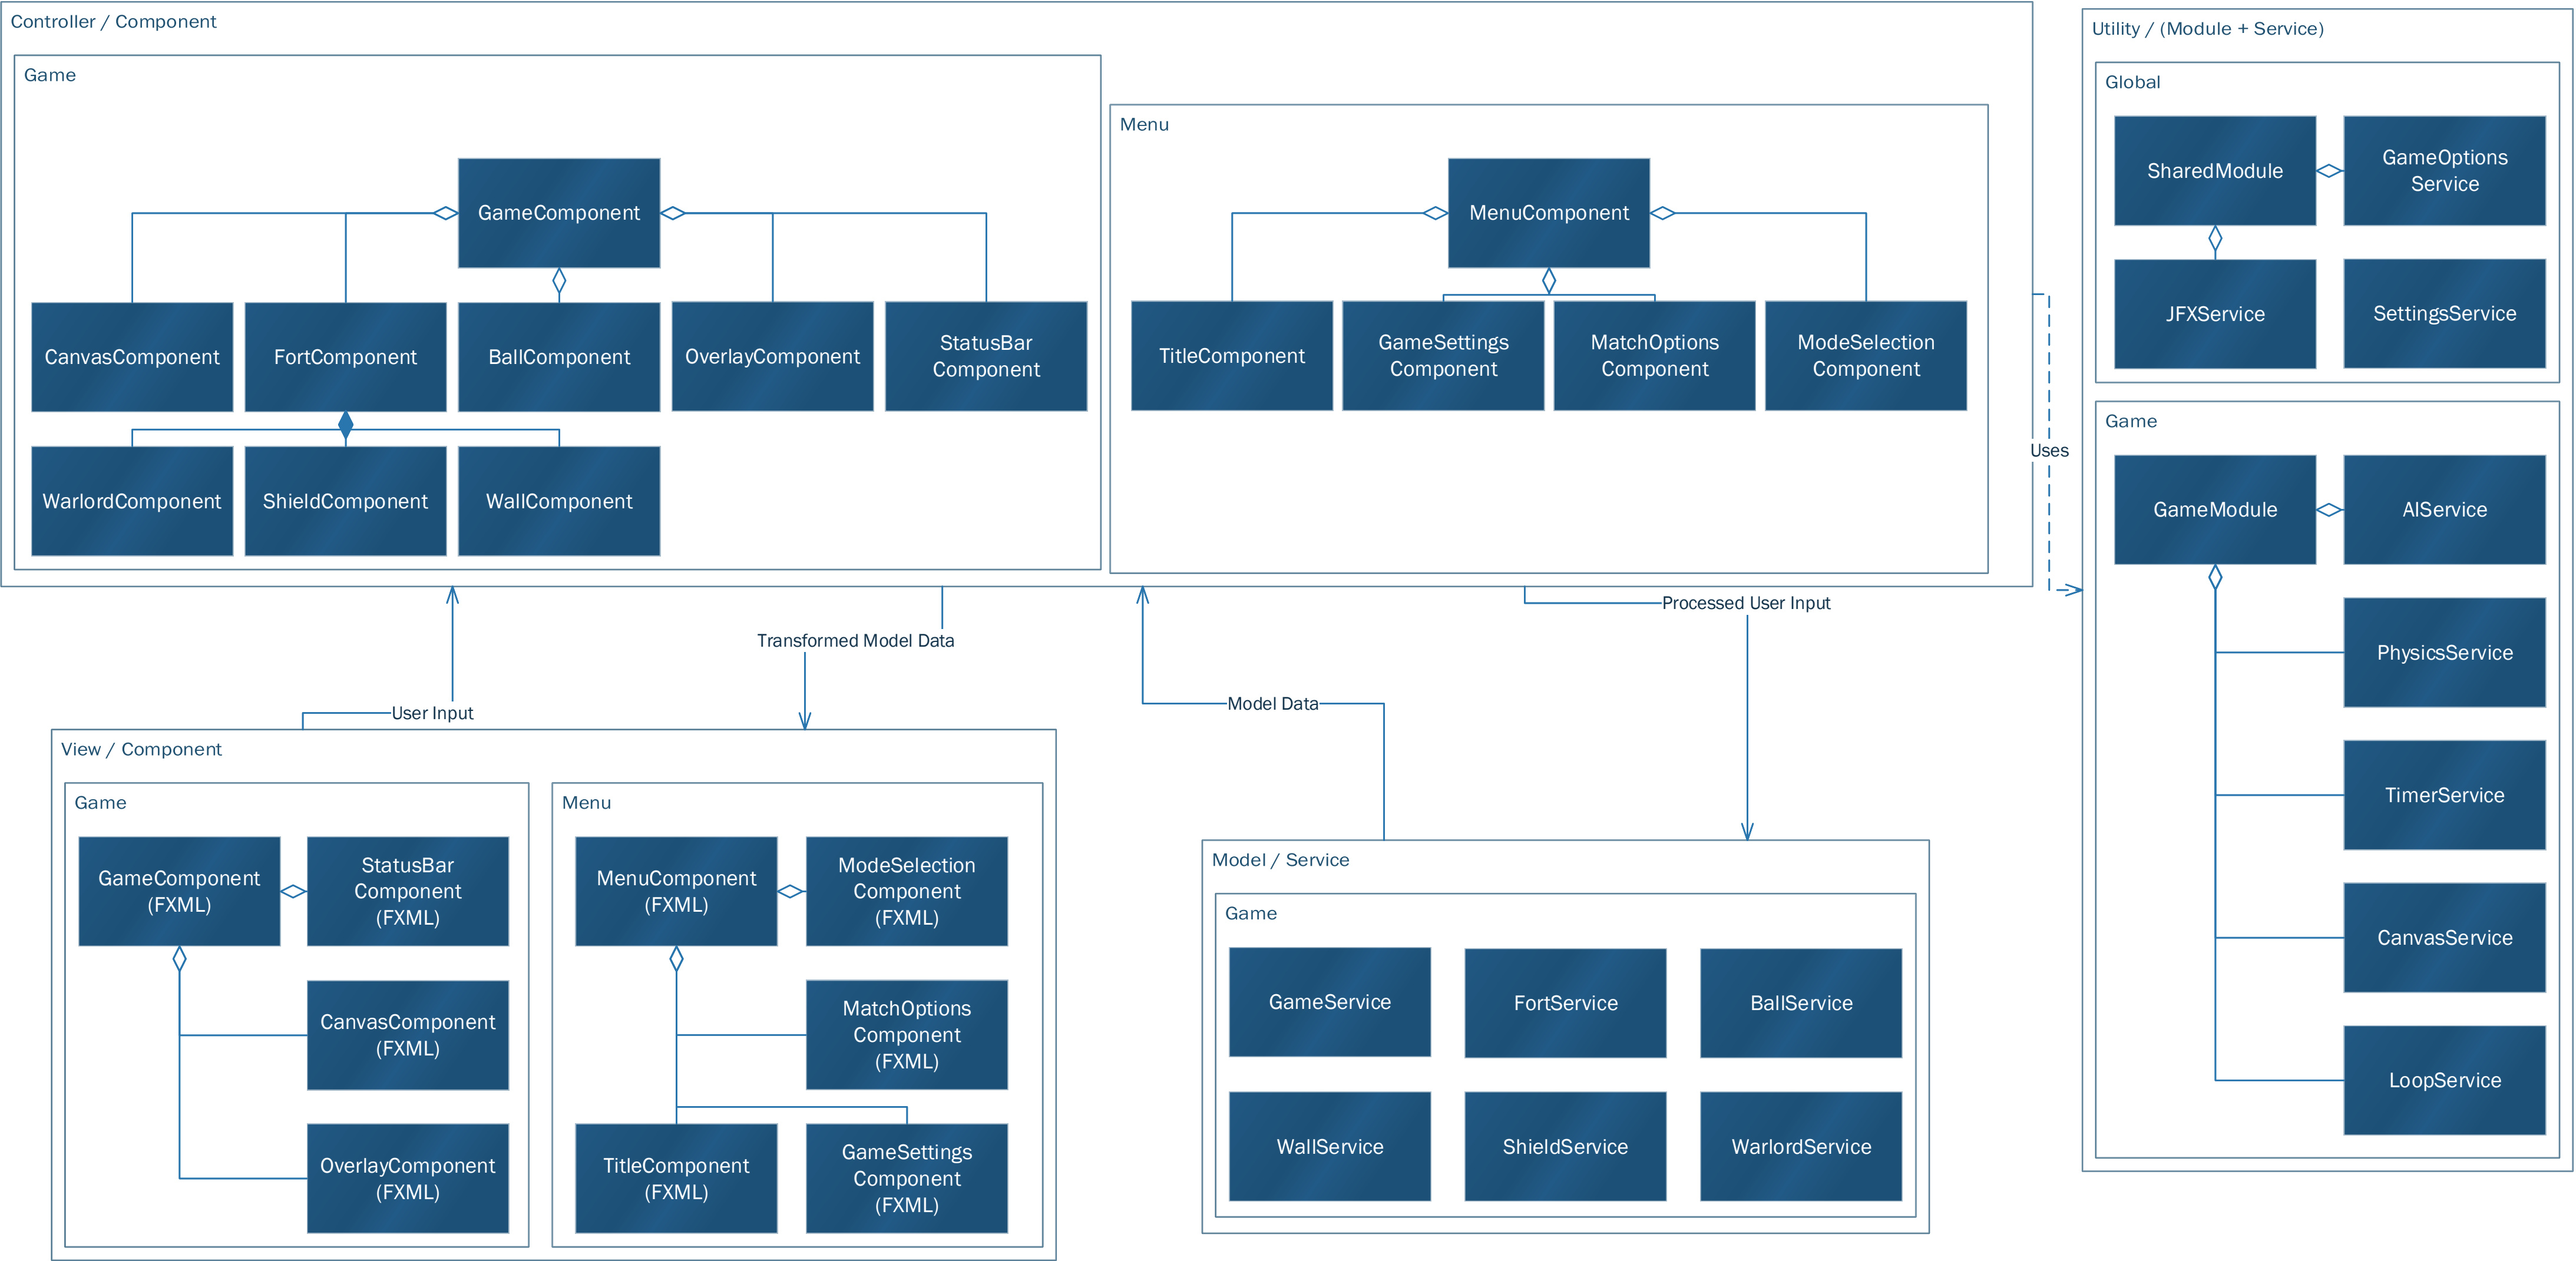 Controller / Component
Game
GameComponent
CanvasComponent
FortComponent
BallComponent
OverlayComponent
StatusBar
Component
WarlordComponent
ShieldComponent
WallComponent
Menu
MenuComponent
TitleComponent
GameSettings
Component
MatchOptions
Component
ModeSelection
Component
Uses
Utility / (Module + Service)
Global
SharedModule
GameOptions
Service
JFXService
SettingsService
Game
GameModule
AIService
PhysicsService
TimerService
CanvasService
LoopService
User Input
Transformed Model Data
Model Data
Processed User Input
View / Component
Game
GameComponent
(FXML)
StatusBar
Component
(FXML)
CanvasComponent
(FXML)
OverlayComponent
(FXML)
Menu
MenuComponent
(FXML)
ModeSelection
Component
(FXML)
MatchOptions
Component
(FXML)
TitleComponent
(FXML)
GameSettings
Component
(FXML)
Model / Service
Game
GameService
FortService
BallService
WallService
ShieldService
WarlordService